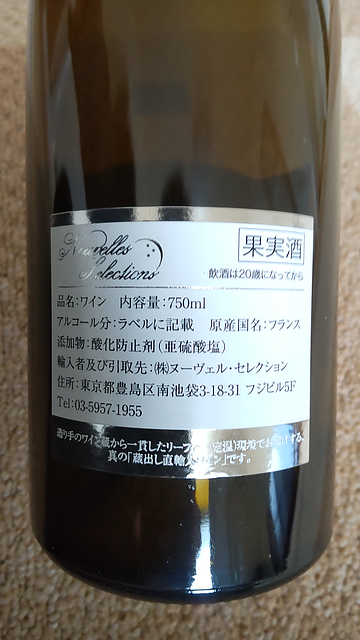 Nouvelles
Selections
果実酒
飲酒は20歳になってから
品名:ワイン 内容量:750ml
アルコール分:ラベルに記載 原産国名:フランス
添加物:酸化防止剤(亜硫酸塩)
輸入者及び引取先:㈱ヌーヴェル・セレクション
住所:東京都豊島区南池袋3-18-31 フジビル5F
Tel:03-5957-1955
造り手のワイン蔵から一貫したリーファー(定温)環境でお届けする、
真の「蔵出し直輸入ワイン」です。